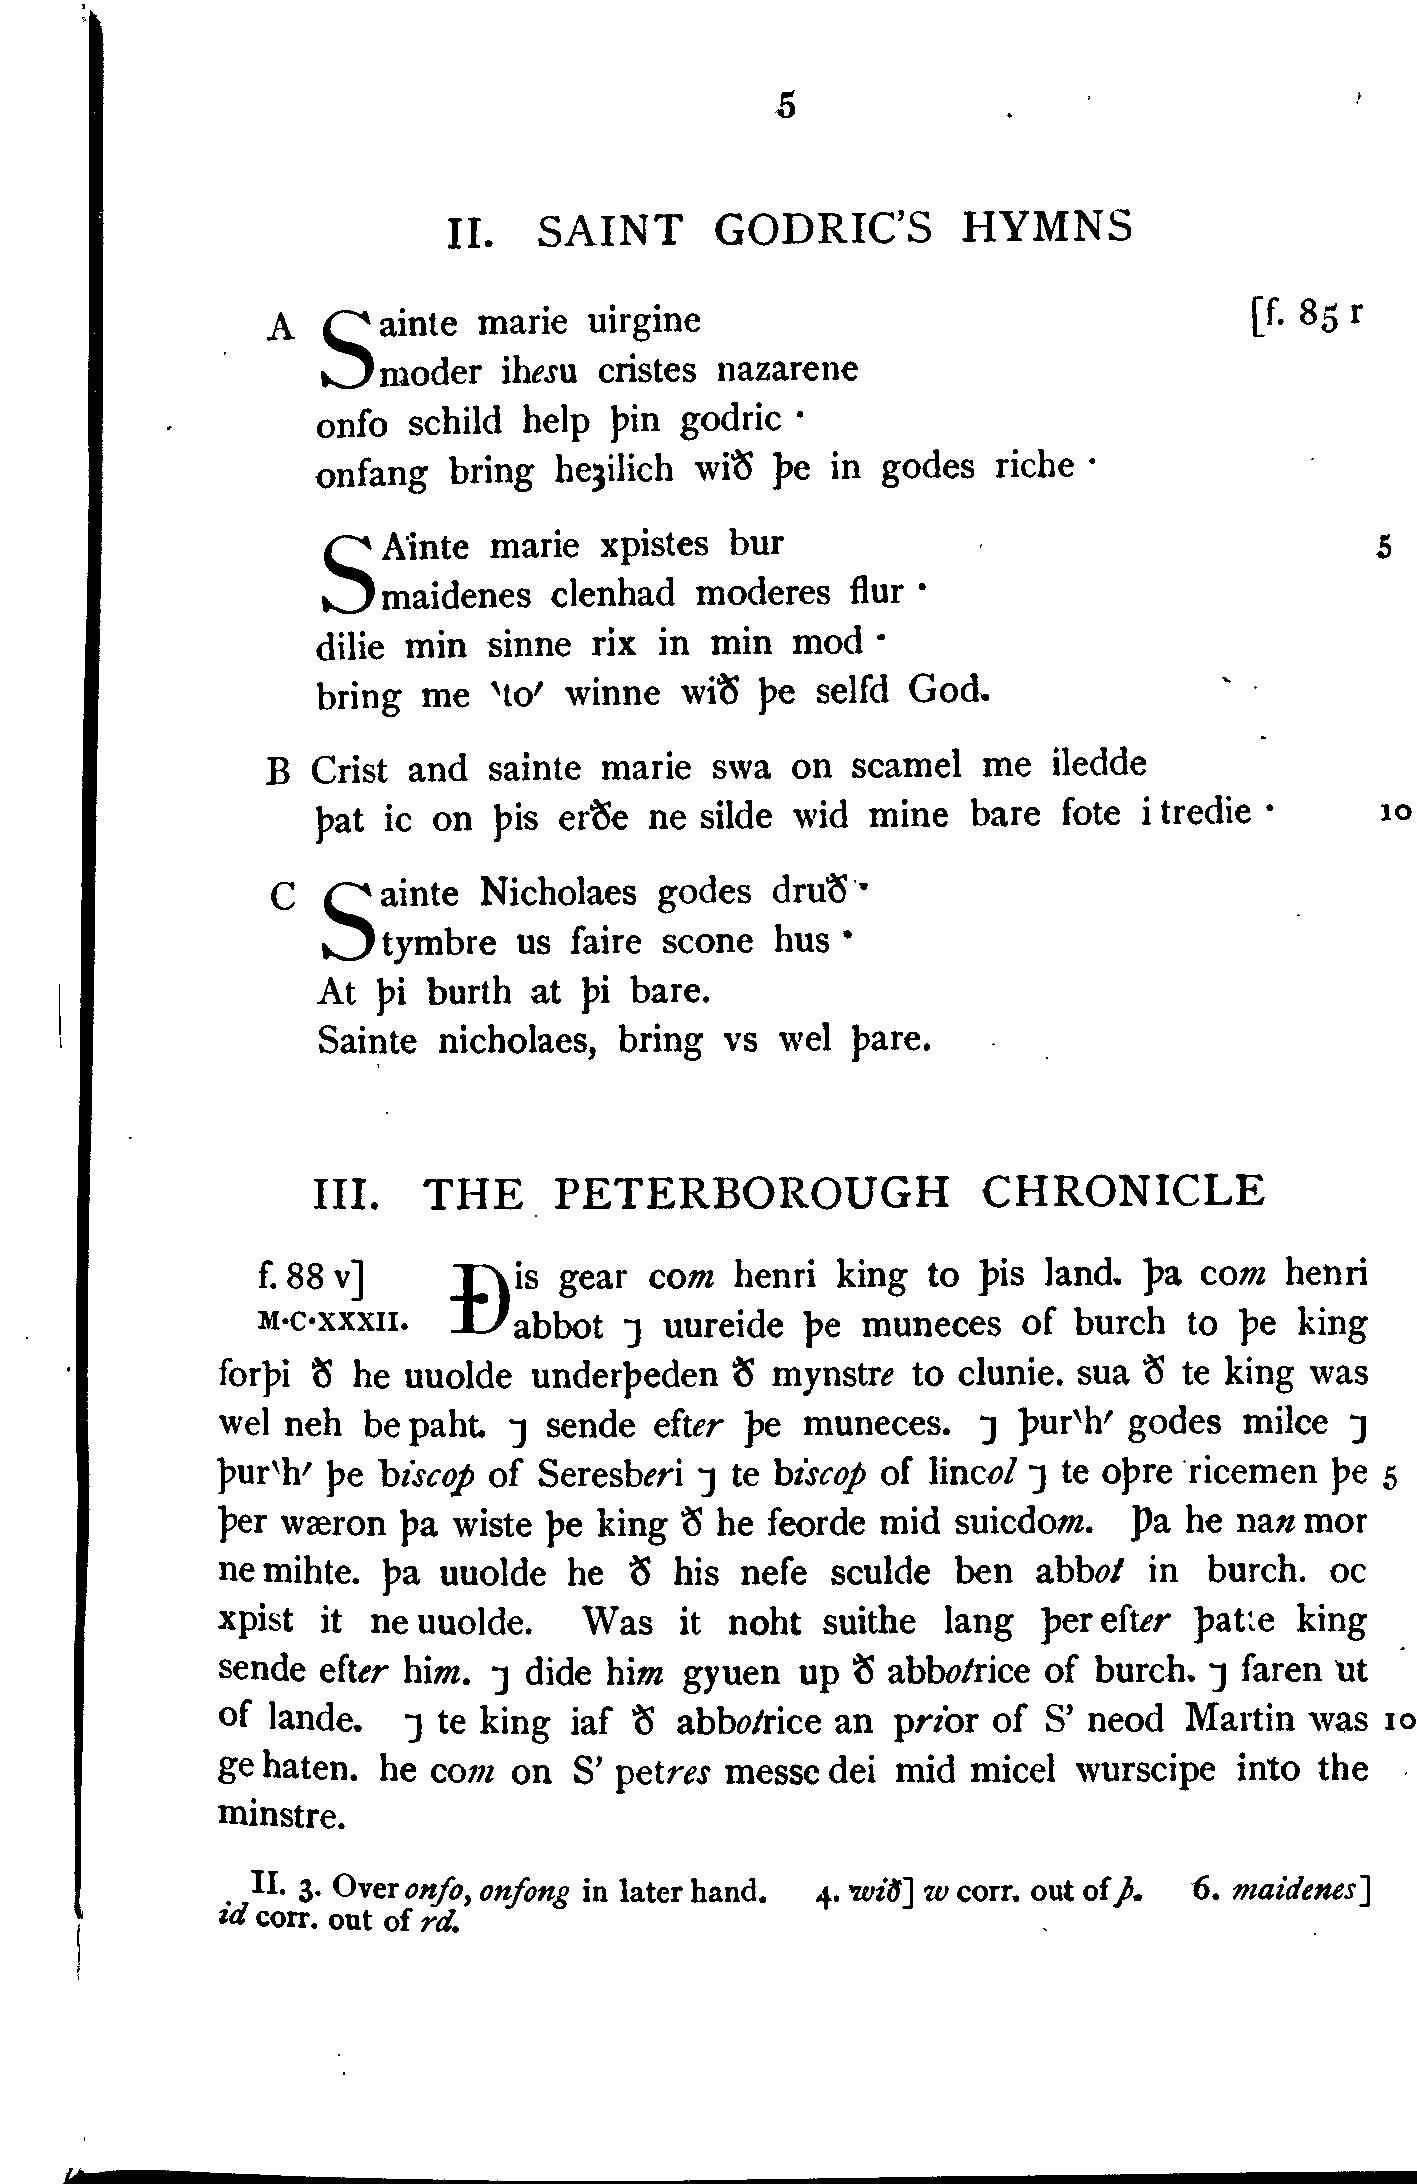 5
II. SAINT GODRIC'S HYMNS
A Sainte marie uirgine [f. 85 r
moder ihesu cristes nazarene
onfo schild help þin godric ·
onfang bring heȝilich wið þe in godes riche ·
SAinte marie xpistes bur 5
maidenes clenhad moderes flur ·
dilie min sinne rix in min mod ·
bring me ‵to′ winne wið þe selfd God.
B Crist and sainte marie swa on scamel me iledde
þat ic on þis erðe ne silde wid mine bare fote i tredie · 10
C Sainte Nicholaes godes druð ·
tymbre us faire scone hus ·
At þi burth at þi bare.
Sainte nicholaes, bring vs wel þare.
III. THE PETERBOROUGH CHRONICLE
f. 88 v] Ðis gear com henri king to þis land. þa com henri
M·C·XXXII. abbot ⁊ uureide þe muneces of burch to þe king
forþi ð he uuolde underþeden ð mynstre to clunie. sua ð te king was
wel neh be paht. ⁊ sende efter þe muneces. ⁊ þur‵h′ godes milce ⁊
þur‵h′ þe biscop of Seresberi ⁊ te biscop of lincol ⁊ te oþre ricemen þe 5
þer wæron þa wiste þe king ð he feorde mid suicdom. Þa he nan mor
ne mihte. þa uuolde he ð his nefe sculde ben abbot in burch. oc
xpist it ne uuolde. Was it noht suithe lang þer efter þatte king
sende efter him. ⁊ dide him gyuen up ð abbotrice of burch. ⁊ faren ut
of lande. ⁊ te king iaf ð abbotrice an prior of S' neod Martin was 10
ge haten. he com on S' petres messe dei mid micel wurscipe into the
minstre.
II. 3. Over onfo, onfong in later hand. 4. wið] w corr. out of þ. 6. maidenes]
id corr. out of rd.